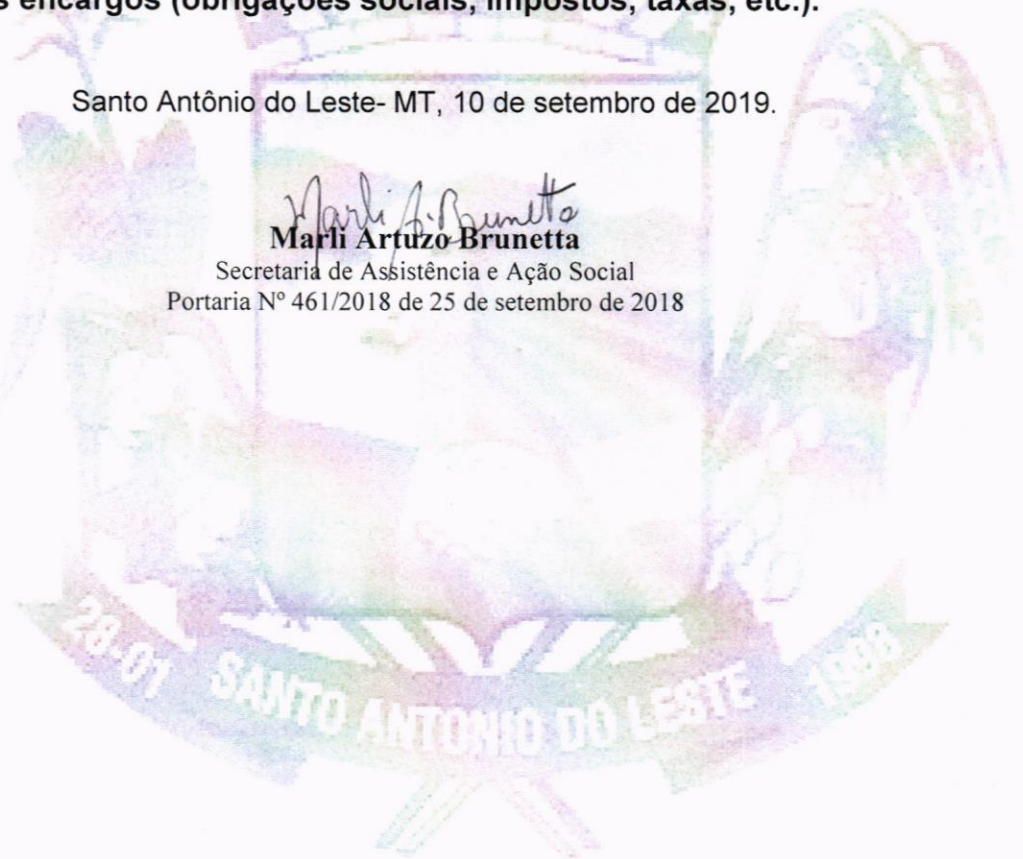 s encargos (obrigações sociais, impostos, taxas, etc.).
Santo Antônio do Leste- MT, 10 de setembro de 2019.
Marli A. Brunetta
Marli Artuzo Brunetta
Secretaria de Assistência e Ação Social
Portaria Nº 461/2018 de 25 de setembro de 2018
28-01 SANTO ANTONIO DO LESTE 1998